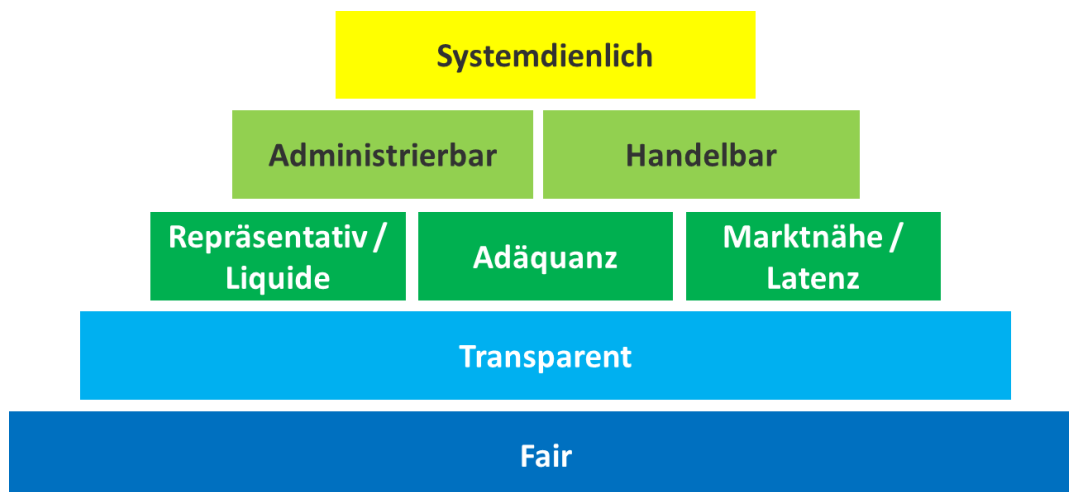 Systemdienlich
Administrierbar
Handelbar
Repräsentativ /
Liquide
Adäquanz
Marktnähe /
Latenz
Transparent
Fair